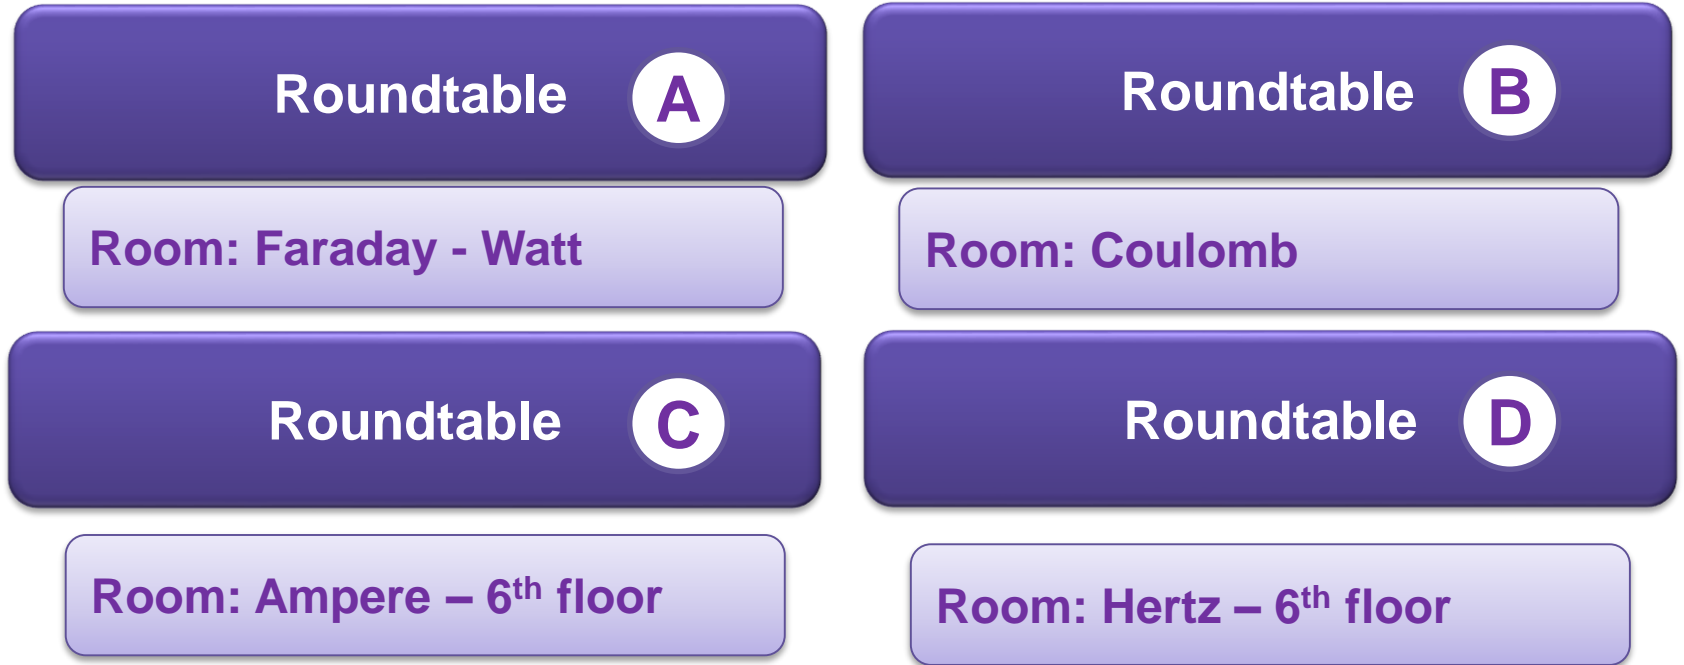 Roundtable A
Room: Faraday - Watt
Roundtable B
Room: Coulomb
Roundtable C
Room: Ampere – 6th floor
Roundtable D
Room: Hertz – 6th floor